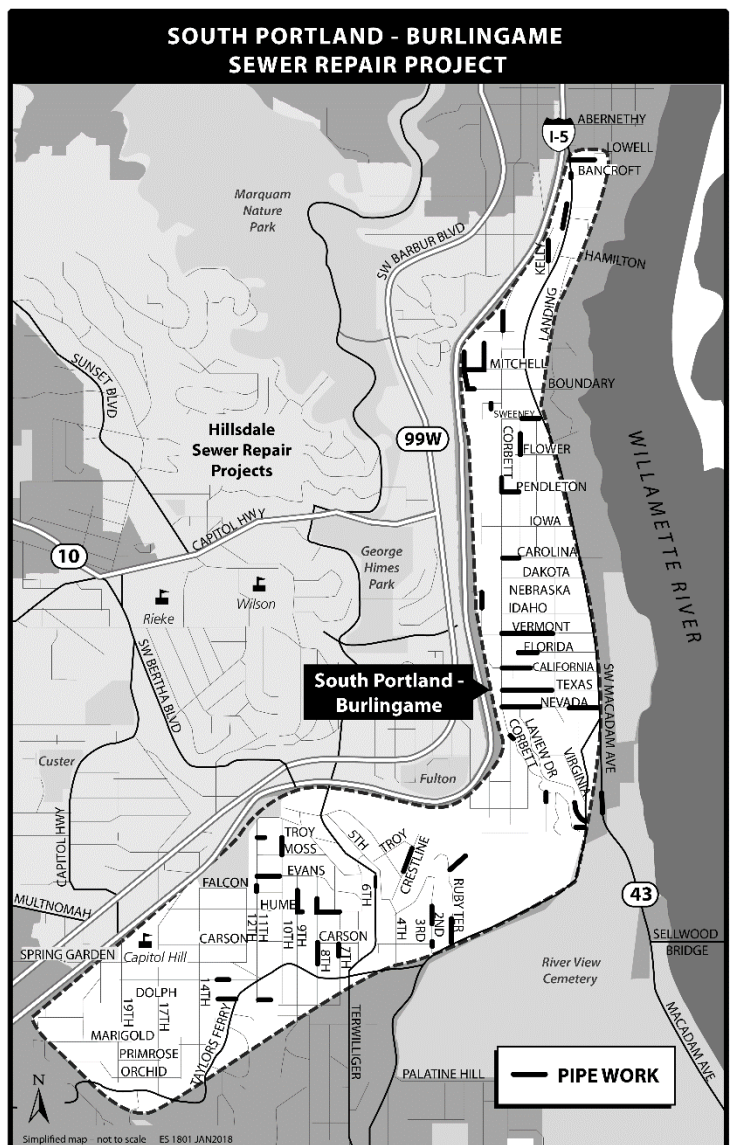 SOUTH PORTLAND - BURLINGAME
SEWER REPAIR PROJECT
ABERNETHY
I-5
LOWELL
BANCROFT
Marquam
Nature
Park
SW BARBUR BLVD
KELLY
HAMILTON
LANDING
MITCHELL
BOUNDARY
SUNSET BLVD
SWEENEY
Hillsdale
Sewer Repair
Projects
99W
CORBETT
FLOWER
PENDLETON
WILLAMETTE RIVER
CAPITOL HWY
IOWA
10
George
Himes
Park
CAROLINA
DAKOTA
NEBRASKA
IDAHO
Rieke
Wilson
VERMONT
FLORIDA
SW BERTHA BLVD
CALIFORNIA
South Portland -
Burlingame
TEXAS
NEVADA
SW MACADAM AVE
CORBETT
LAVIEW DR
VIRGINIA
Custer
Fulton
CAPITOL HWY
TROY
MOSS
5TH
TROY
CRESTLINE
EVANS
FALCON
6TH
RUBY TER
43
MULTNOMAH
HUME
12TH
11TH
10TH
9TH
4TH
3RD
2ND
CARSON
CARSON
8TH
7TH
SELLWOOD
BRIDGE
SPRING GARDEN
Capitol Hill
River View
Cemetery
DOLPH
14TH
19TH
17TH
MARIGOLD
PRIMROSE
ORCHID
TAYLORS FERRY
TERWILLIGER
MACADAM AVE
PALATINE HILL
PIPE WORK
N
Simplified map - not to scale ES 1801 JAN2018